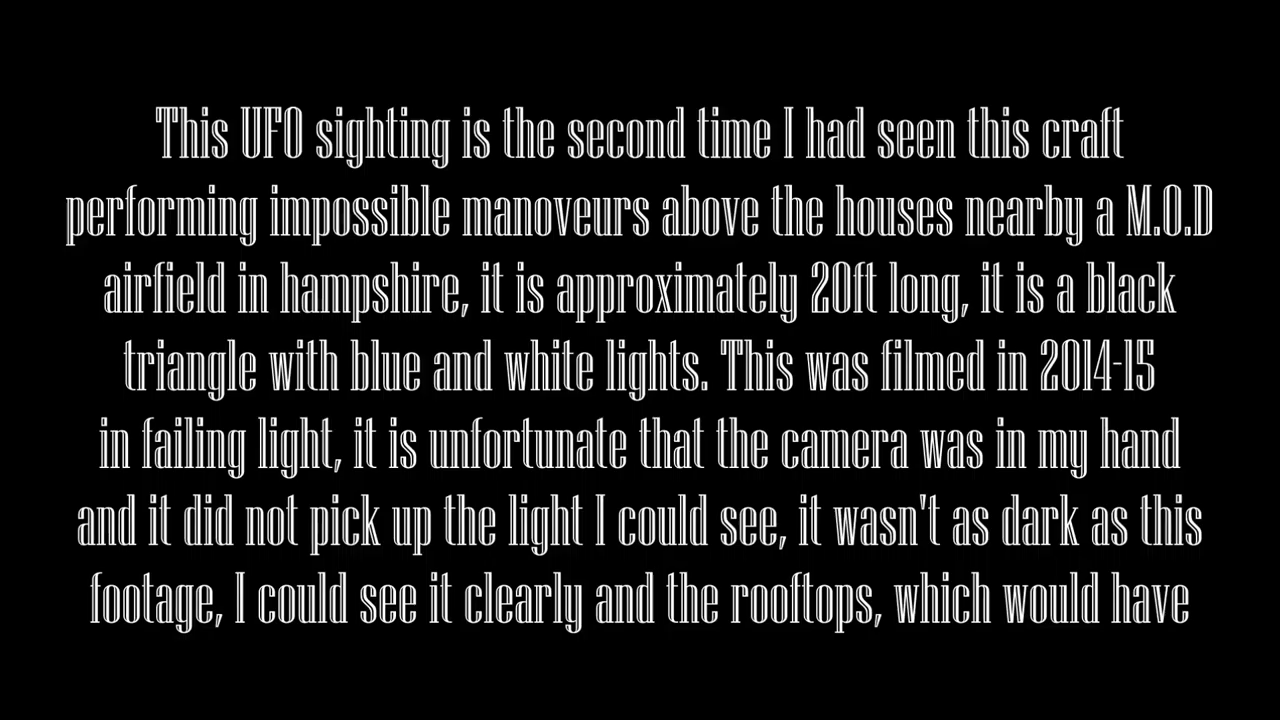 This UFO sighting is the second time I had seen this craft
performing impossible manoveurs above the houses nearby a M.O.D
airfield in hampshire, it is approximately 20ft long, it is a black
triangle with blue and white lights. This was filmed in 2014-15
in failing light, it is unfortunate that the camera was in my hand
and it did not pick up the light I could see, it wasn't as dark as this
footage, I could see it clearly and the rooftops, which would have